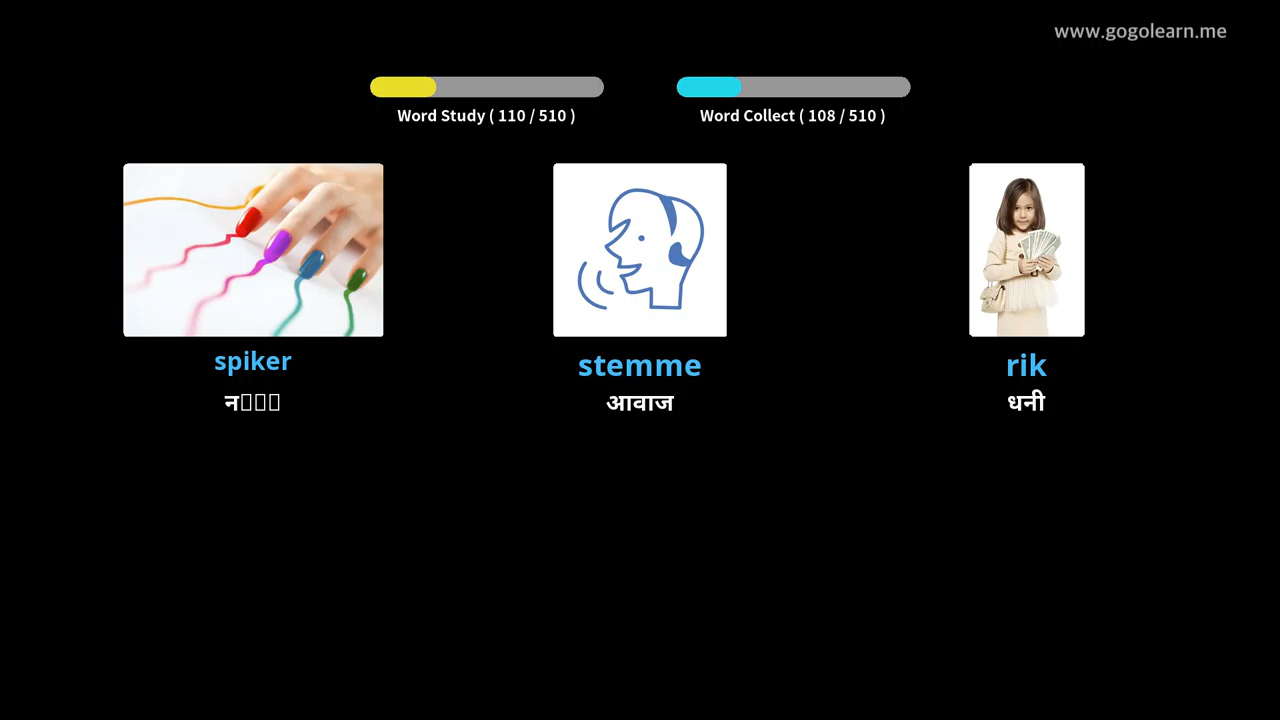 www.gogolearn.me
Word Study ( 110 / 510 )
Word Collect ( 108 / 510 )
spiker
stemme
rik
आवाज
धनी